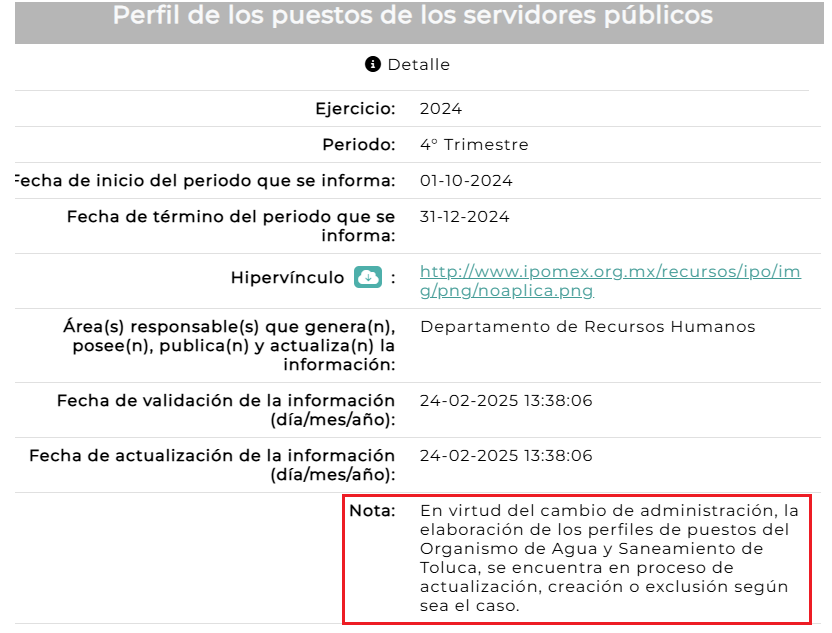 Perfil de los puestos de los servidores públicos
Detalle
Ejercicio: 2024
Periodo: 4° Trimestre
Fecha de inicio del periodo que se informa: 01-10-2024
Fecha de término del periodo que se 31-12-2024
informa:
Hipervínculo : http://www.ipomex.org.mx/recursos/ipo/im
g/png/noaplica.png
Área(s) responsable(s) que genera(n), Departamento de Recursos Humanos
posee(n), publica(n) y actualiza(n) la
información:
Fecha de validación de la información 24-02-2025 13:38:06
(día/mes/año):
Fecha de actualización de la información 24-02-2025 13:38:06
(día/mes/año):
Nota: En virtud del cambio de administración, la
elaboración de los perfiles de puestos del
Organismo de Agua y Saneamiento de
Toluca, se encuentra en proceso de
actualización, creación o exclusión según
sea el caso.